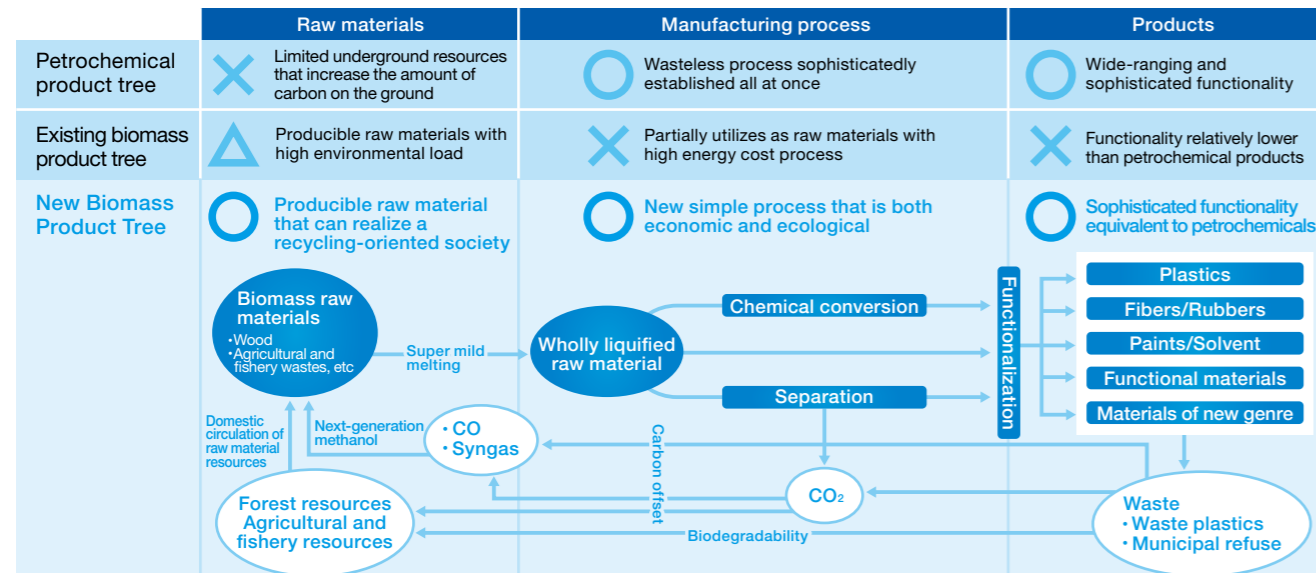 Raw materials
Manufacturing process
Products
Petrochemical
product tree
Limited underground resources
that increase the amount of
carbon on the ground
Wasteless process sophisticatedly
established all at once
Wide-ranging and
sophisticated functionality
Existing biomass
product tree
Producible raw materials with
high environmental load
Partially utilizes as raw materials with
high energy cost process
Functionality relatively lower
than petrochemical products
New Biomass
Product Tree
Producible raw material
that can realize a
recycling-oriented society
New simple process that is both
economic and ecological
Sophisticated functionality
equivalent to petrochemicals
Biomass raw
materials
・Wood
・Agricultural and
fishery wastes, etc
Super mild
melting
Wholly liquified
raw material
Chemical conversion
Separation
Functionalization
Plastics
Fibers/Rubbers
Paints/Solvent
Functional materials
Materials of new genre
Domestic
circulation of
raw material
resources
Next-generation
methanol
・CO
・Syngas
Carbon offset
CO₂
Forest resources
Agricultural and
fishery resources
Biodegradability
Waste
・Waste plastics
・Municipal refuse